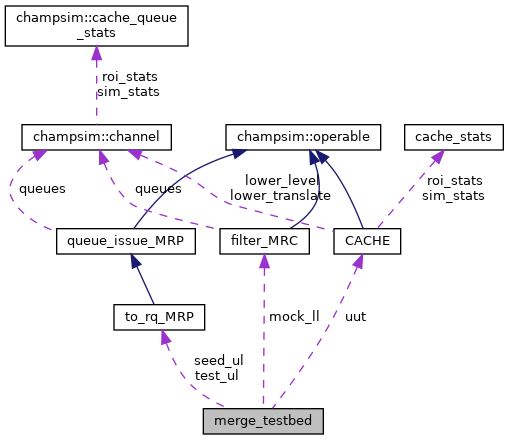 champsim::cache_queue
_stats
roi_stats
sim_stats
champsim::channel
champsim::operable
cache_stats
queues
queues
lower_level
lower_translate
roi_stats
sim_stats
queue_issue_MRP
filter_MRC
CACHE
to_rq_MRP
mock_ll
uut
seed_ul
test_ul
merge_testbed